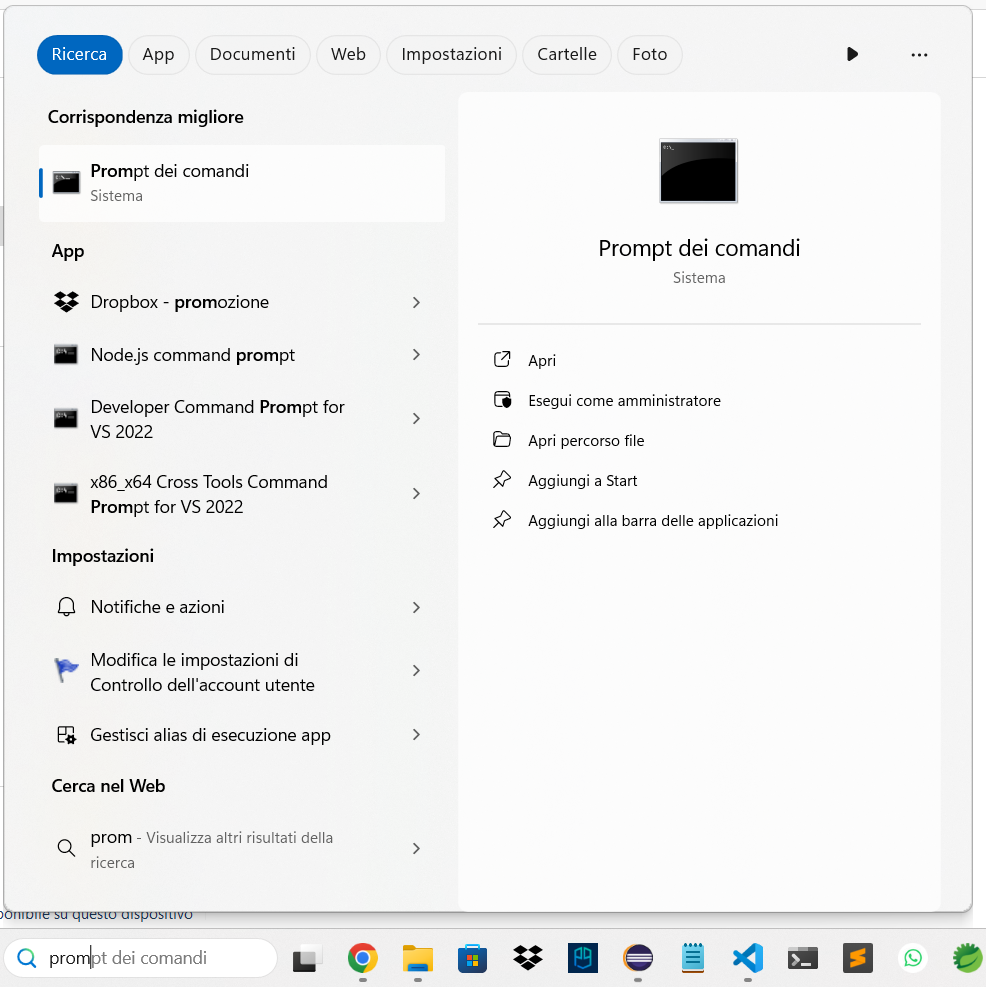 Ricerca App Documenti Web Impostazioni Cartelle Foto
Corrispondenza migliore
Prompt dei comandi
Sistema
App
Dropbox - promozione
Node.js command prompt
Developer Command Prompt for
VS 2022
x86_x64 Cross Tools Command
Prompt for VS 2022
Impostazioni
Notifiche e azioni
Modifica le impostazioni di
Controllo dell'account utente
Gestisci alias di esecuzione app
Cerca nel Web
prom - Visualizza altri risultati della
ricerca
Prompt dei comandi
Sistema
Apri
Esegui come amministratore
Apri percorso file
Aggiungi a Start
Aggiungi alla barra delle applicazioni
su questo dispositivo
prompt dei comandi